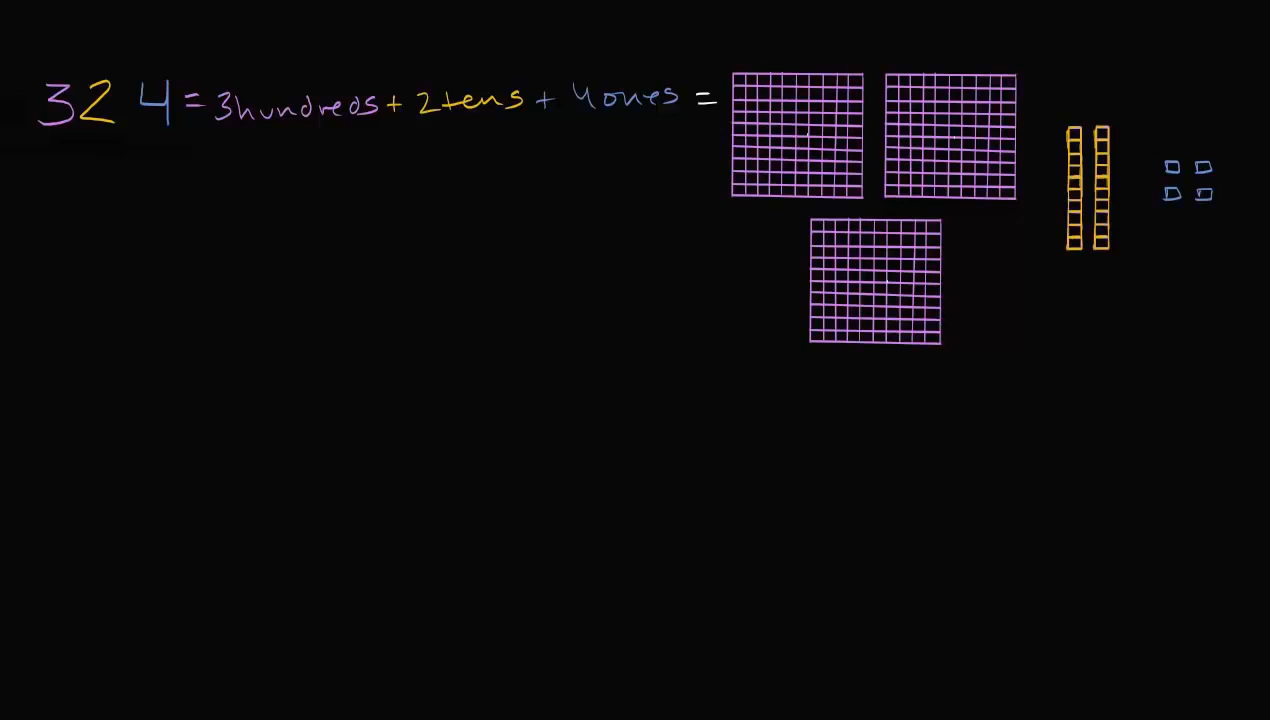 324 = 3hundreds + 2tens + 4ones =